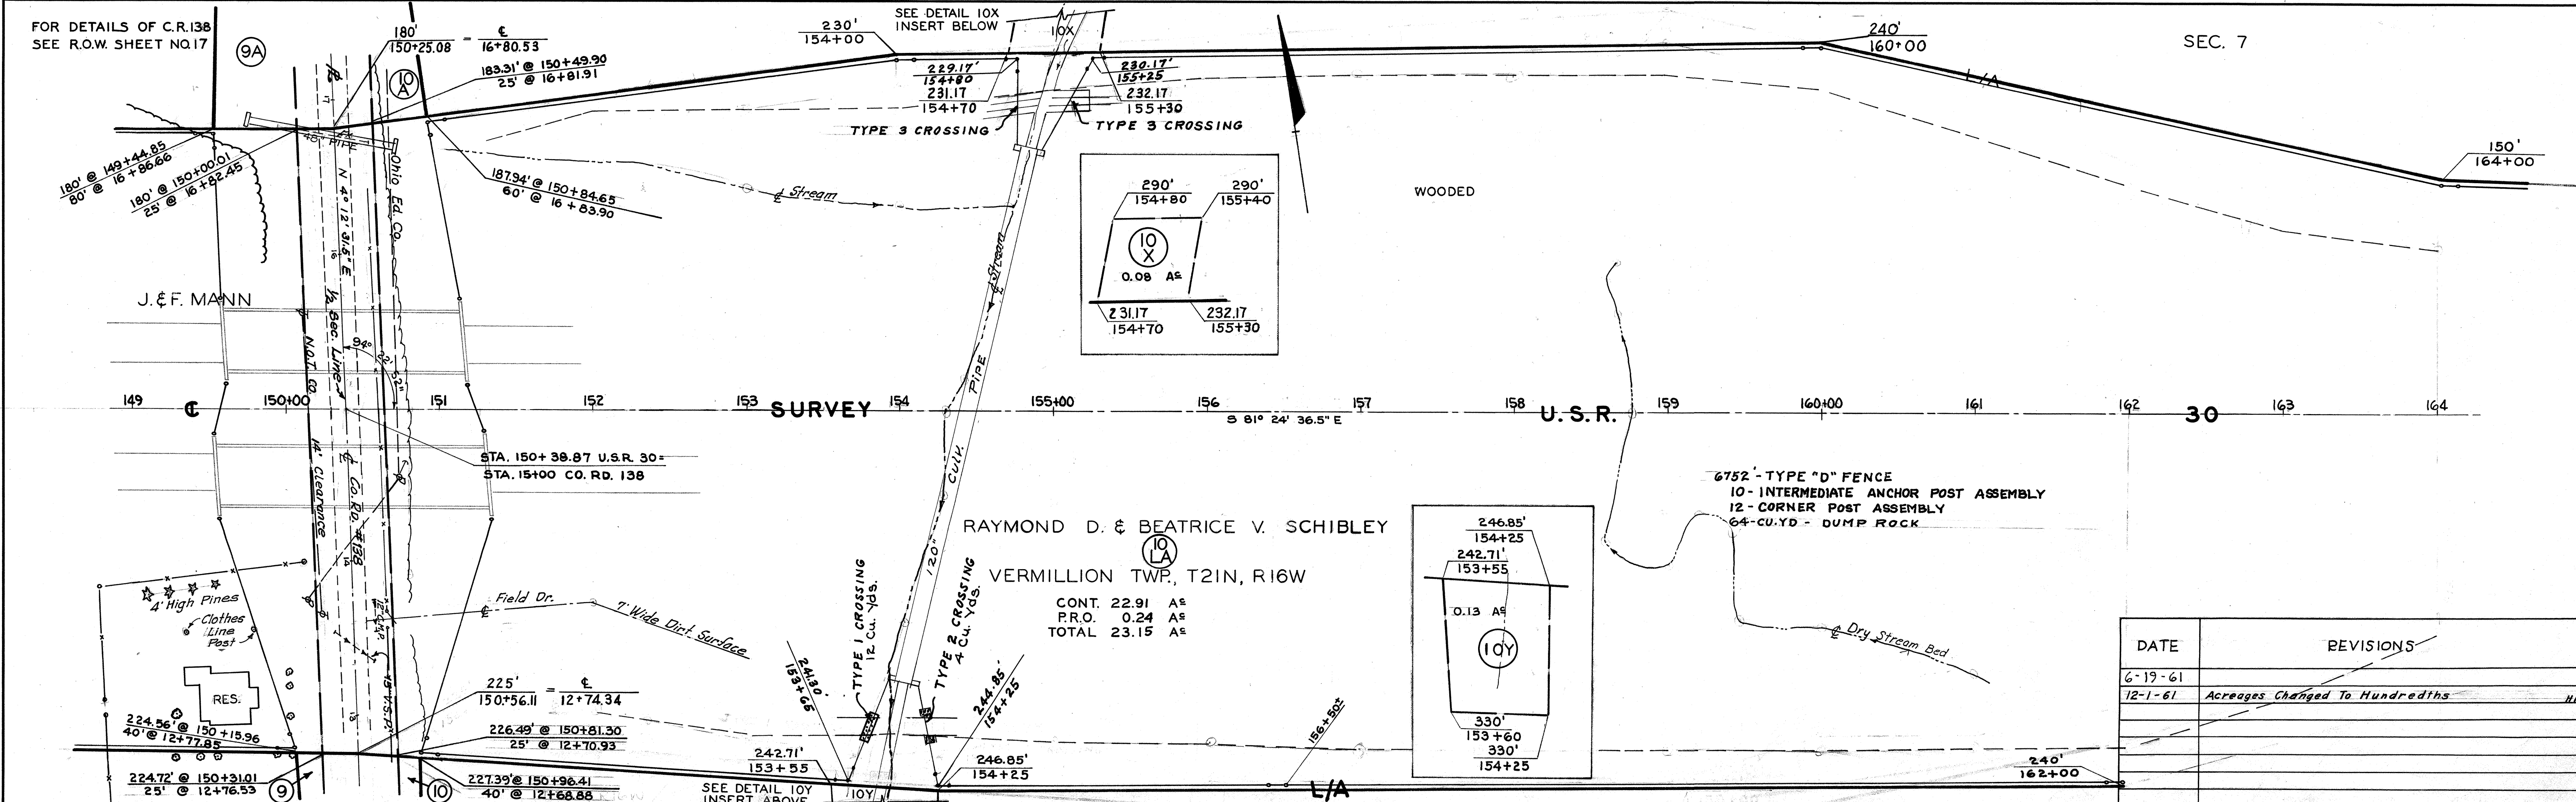 FOR DETAILS OF C.R.138
SEE R.O.W. SHEET NO.17
9A
180'
150+25.08
=
℄
16+80.53
10
A
183.31' @ 150+49.90
25' @ 16+81.91
230'
154+00
SEE DETAIL 10X
INSERT BELOW
10X
229.17'
154+80
231.17
154+70
230.17'
155+25
232.17
155+30
TYPE 3 CROSSING
TYPE 3 CROSSING
240'
160+00
L/A
SEC. 7
150'
164+00
180' @ 149+44.85
80' @ 16+86.66
180' @ 150+00.01
25' @ 16+82.45
48" PIPE
17
N 4° 12' 31.5" E
Ohio Ed. Co.
187.94' @ 150+84.65
60' @ 16+83.90
℄ Stream
℄ Stream
290'
154+80
290'
155+40
10
X
0.08 Aᶜ
231.17
154+70
232.17
155+30
WOODED
J. & F. MANN
16
½ Sec. Line
N.O.T. Co.
94° 22' 52"
149
℄
150+00
151
152
153
SURVEY
154
155+00
156
157
158
U.S.R.
159
160+00
161
162
30
163
164
S 81° 24' 36.5" E
PIPE
CULV.
120"
14' Clearance
℄ Co. Rd. #138
14
STA. 150+38.87 U.S.R. 30=
STA. 15+00 CO. RD. 138
6752'-TYPE "D" FENCE
10-INTERMEDIATE ANCHOR POST ASSEMBLY
12-CORNER POST ASSEMBLY
64-CU.YD-DUMP ROCK
RAYMOND D. & BEATRICE V. SCHIBLEY
10
LA
VERMILLION TWP., T21N, R16W
CONT. 22.91 Aᶜ
P.R.O. 0.24 Aᶜ
TOTAL 23.15 Aᶜ
246.85'
154+25
242.71'
153+55
0.13 Aᶜ
10Y
330'
153+60
330'
154+25
4' High Pines
Clothes
Line
Post
℄ Field Dr.
7' Wide Dirt Surface
RES.
13
TYPE 1 CROSSING
12 Cu. Yds.
TYPE 2 CROSSING
4 Cu. Yds.
241.30'
153+65
244.85'
154+25
℄ Dry Stream Bed
225'
150+56.11
=
℄
12+74.34
224.56' @ 150+15.96
40' @ 12+77.85
226.49' @ 150+81.30
25' @ 12+70.93
224.72' @ 150+31.01
25' @ 12+76.53
9
10
227.39' @ 150+96.41
40' @ 12+68.88
242.71'
153+55
SEE DETAIL 10Y
INSERT ABOVE
10Y
246.85'
154+25
156+50±
L/A
240'
162+00
DATE
REVISIONS
6-19-61
12-1-61
Acreages Changed To Hundredths